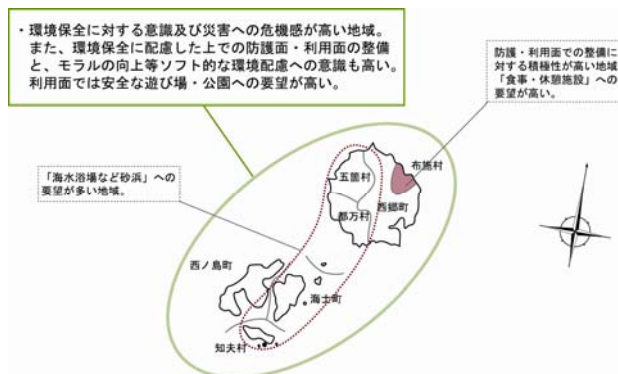 ・環境保全に対する意識及び災害への危機感が高い地域。
また、環境保全に配慮した上での防護面・利用面の整備
と、モラルの向上等ソフト的な環境配慮への意識も高い。
利用面では安全な遊び場・公園への要望が高い。
防護・利用面での整備に
対する積極性が高い地域
「食事・休憩施設」への
要望が高い。
「海水浴場など砂浜」への
要望が多い地域。
布施村
五箇村
西郷町
都万村
西ノ島町
海士町
知夫村